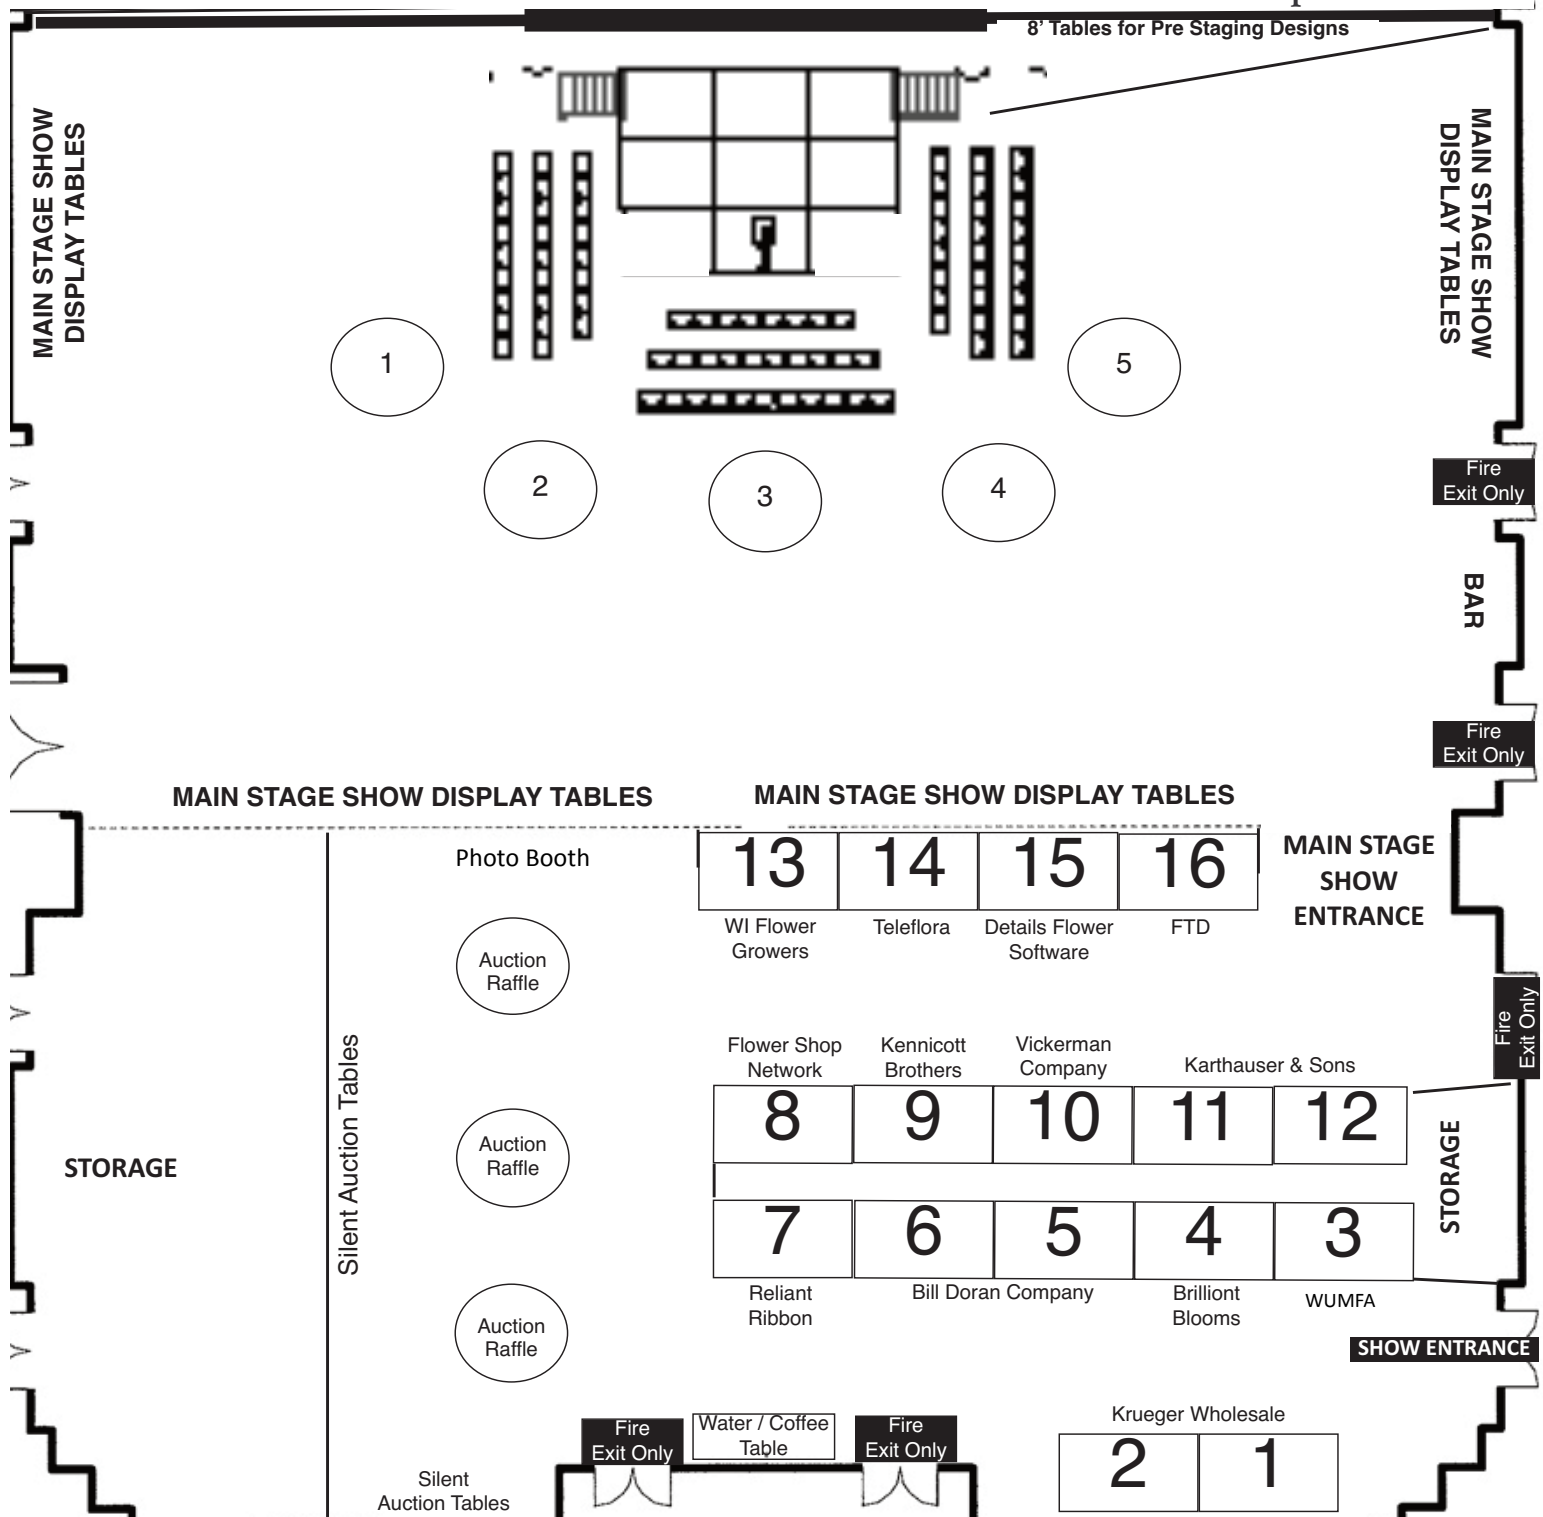 8’ Tables for Pre Staging Designs
MAIN STAGE SHOW
DISPLAY TABLES
MAIN STAGE SHOW
DISPLAY TABLES
1
5
2
3
4
Fire
Exit Only
BAR
Fire
Exit Only
MAIN STAGE SHOW DISPLAY TABLES
MAIN STAGE SHOW DISPLAY TABLES
Photo Booth
13
14
15
16
WI Flower
Growers
Teleflora
Details Flower
Software
FTD
MAIN STAGE
SHOW
ENTRANCE
Auction
Raffle
Fire
Exit Only
Flower Shop
Network
Kennicott
Brothers
Vickerman
Company
Karthauser & Sons
8
9
10
11
12
STORAGE
Silent Auction Tables
Auction
Raffle
STORAGE
7
6
5
4
3
Reliant
Ribbon
Bill Doran Company
Brilliont
Blooms
WUMFA
Auction
Raffle
SHOW ENTRANCE
Fire
Exit Only
Water / Coffee
Table
Fire
Exit Only
Krueger Wholesale
2
1
Silent
Auction Tables